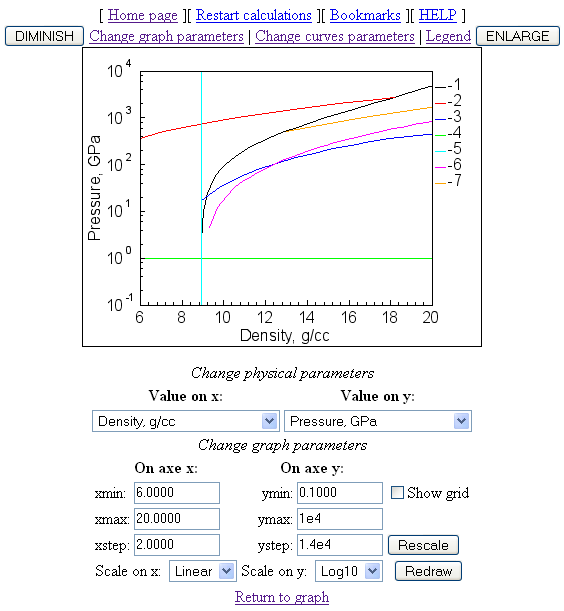 [ Home page ][ Restart calculations ][ Bookmarks ][ HELP ]
DIMINISH Change graph parameters | Change curves parameters | Legend ENLARGE
10^4
10^3
10^2
10^1
10^0
10^-1
Pressure, GPa
6 8 10 12 14 16 18 20
Density, g/cc
-1
-2
-3
-4
-5
-6
-7
Change physical parameters
Value on x: Value on y:
Density, g/cc Pressure, GPa
Change graph parameters
On axe x: On axe y:
xmin: 6.0000 ymin: 0.1000 Show grid
xmax: 20.0000 ymax: 1e4
xstep: 2.0000 ystep: 1.4e4 Rescale
Scale on x: Linear Scale on y: Log10 Redraw
Return to graph